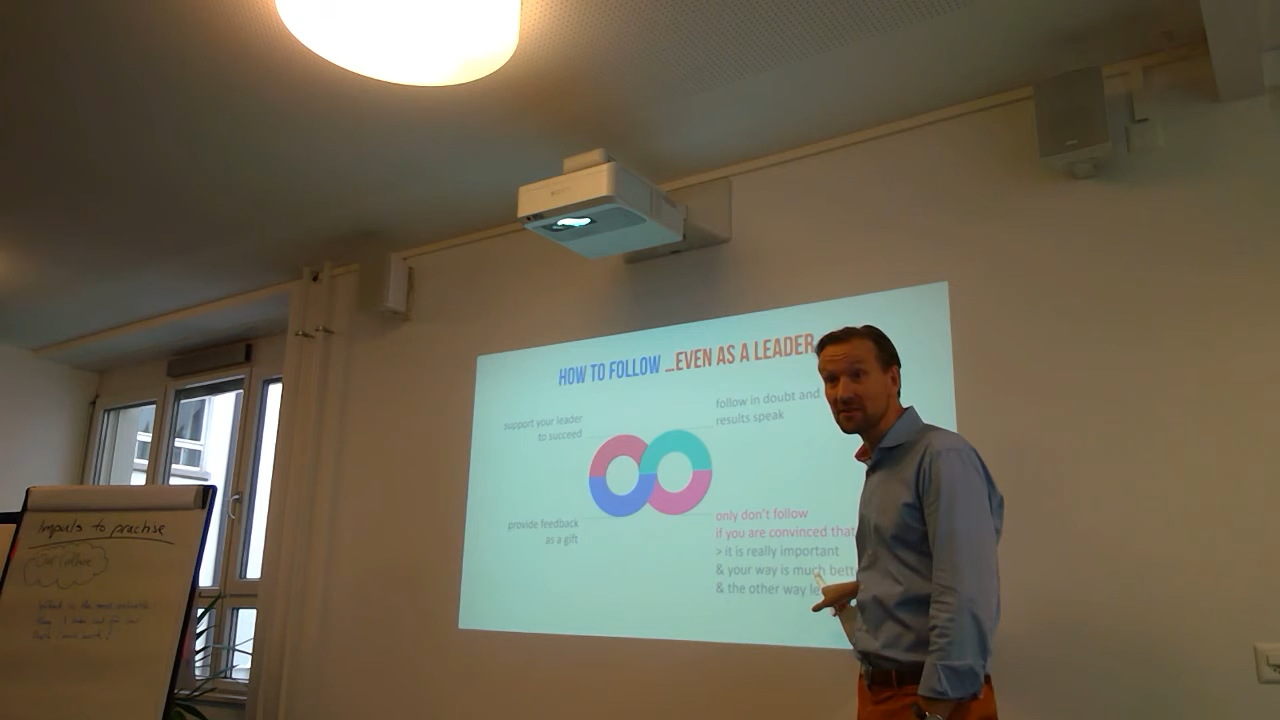 HOW TO FOLLOW ...EVEN AS A LEADER
support your leader
to succeed
follow in doubt and
results speak
provide feedback
as a gift
only don't follow
if you are convinced that
> it is really important
& your way is much bett
& the other way le
Impuls to practise